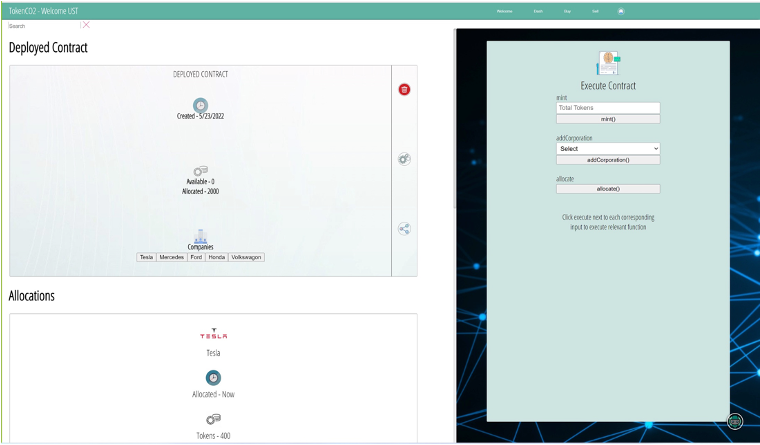 TokenCO2 - Welcome UST
Welcome
Event
Buy
Sell
Search
Deployed Contract
DEPLOYED CONTRACT
Created - 5/23/2022
Available - 0
Allocated - 2000
Companies
Tesla Mercedes Ford Honda Volkswagon
Allocations
TESLA
Tesla
Allocated - Now
Tokens - 400
Execute Contract
mint
Total Tokens
mint()
addCorporation
Select
addCorporation()
allocate
allocate()
Click execute next to each corresponding
input to execute relevant function